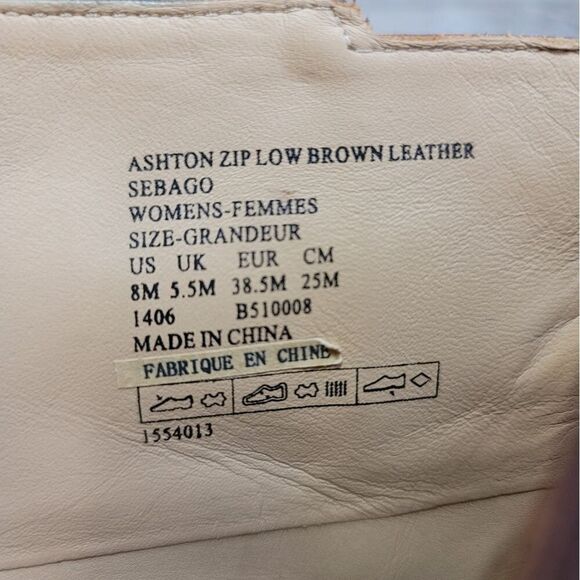 ASHTON ZIP LOW BROWN LEATHER
SEBAGO
WOMENS-FEMMES
SIZE-GRANDEUR
US UK EUR CM
8M 5.5M 38.5M 25M
1406 B510008
MADE IN CHINA
FABRIQUE EN CHINE
1554013